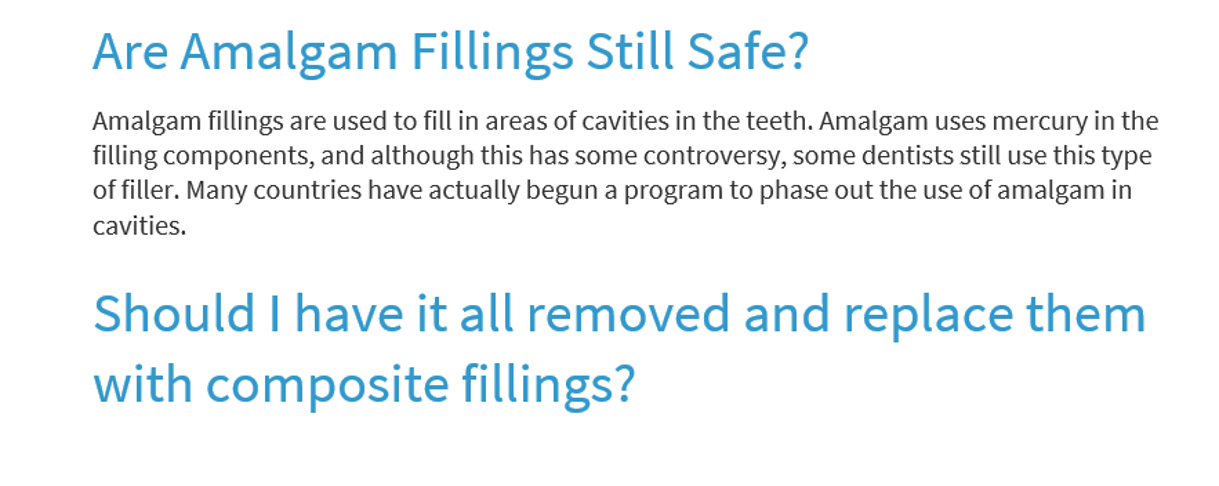 Are Amalgam Fillings Still Safe?
Amalgam fillings are used to fill in areas of cavities in the teeth. Amalgam uses mercury in the
filling components, and although this has some controversy, some dentists still use this type
of filler. Many countries have actually begun a program to phase out the use of amalgam in
cavities.
Should I have it all removed and replace them
with composite fillings?